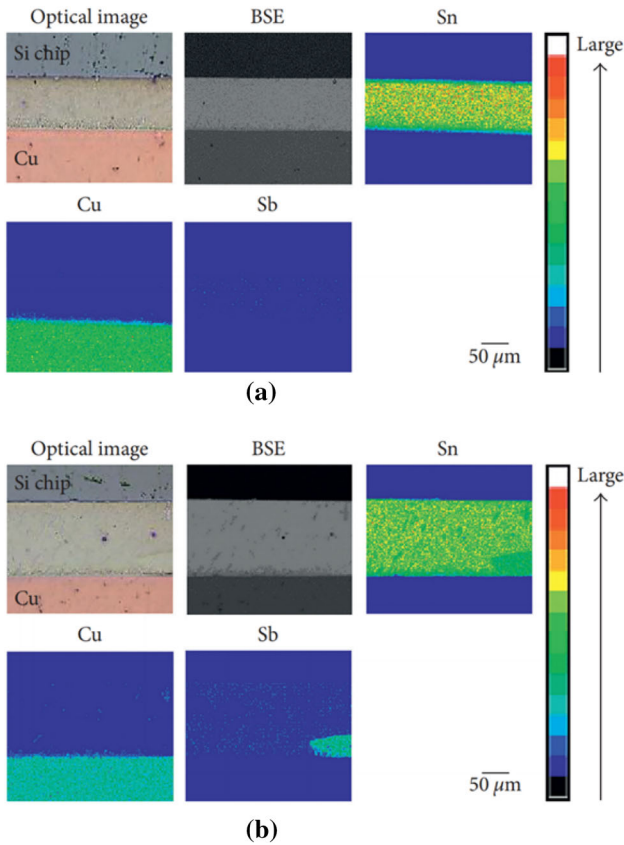 Optical image BSE Sn
Si chip
Cu
Large
Cu Sb
50 μm
(a)
Optical image BSE Sn
Si chip
Cu
Large
Cu Sb
50 μm
(b)